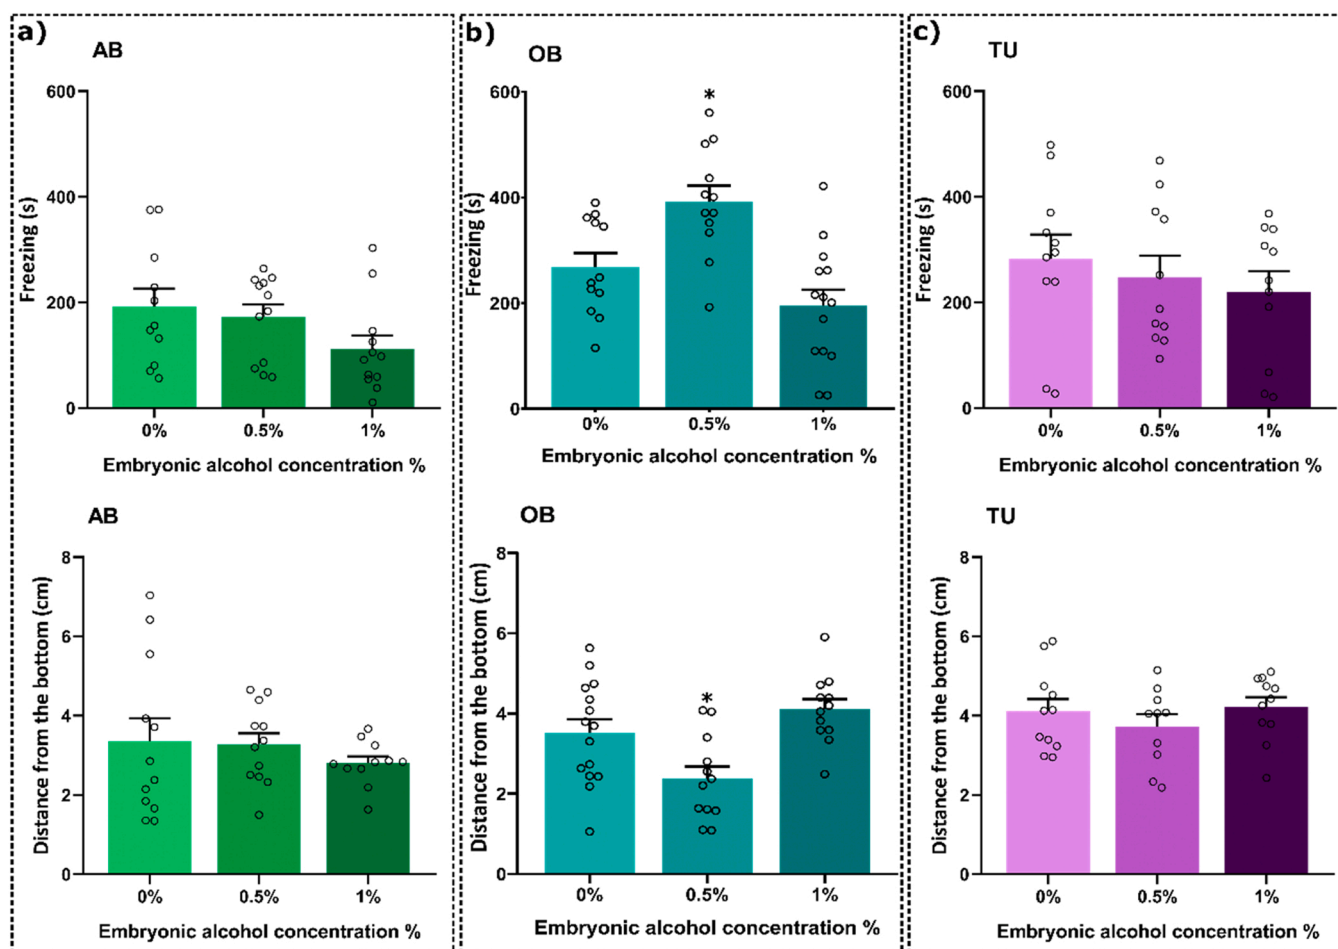 a)
AB
Freezing (s)
600
400
200
0
0% 0.5% 1%
Embryonic alcohol concentration %
AB
Distance from the bottom (cm)
8
6
4
2
0
0% 0.5% 1%
Embryonic alcohol concentration %
b)
OB
Freezing (s)
600
400
200
0
*
0% 0.5% 1%
Embryonic alcohol concentration %
OB
Distance from the bottom (cm)
8
6
4
2
0
*
0% 0.5% 1%
Embryonic alcohol concentration %
c)
TU
Freezing (s)
600
400
200
0
0% 0.5% 1%
Embryonic alcohol concentration %
TU
Distance from the bottom (cm)
8
6
4
2
0
0% 0.5% 1%
Embryonic alcohol concentration %